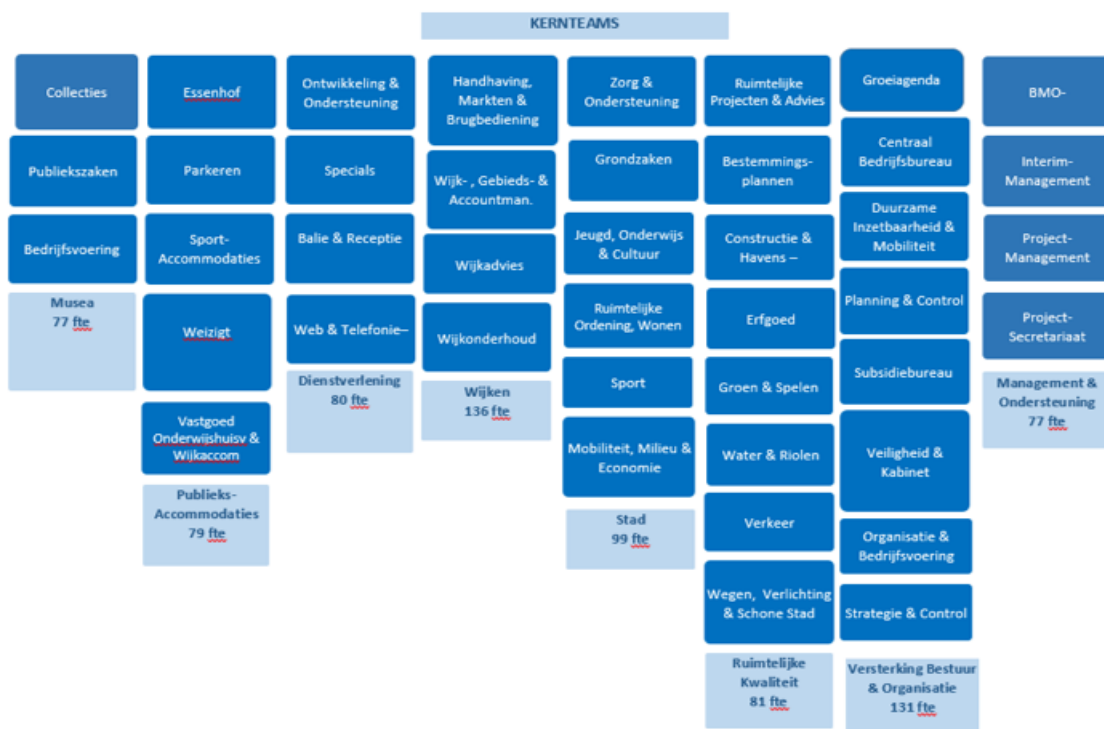 KERNTEAMS
Collecties
Publiekszaken
Bedrijfsvoering
Musea
77 fte
Essenhof
Parkeren
Sport-
Accommodaties
Weizigt
Vastgoed
Onderwijshuisv &
Wijkaccom
Publieks-
Accommodaties
79 fte
Ontwikkeling &
Ondersteuning
Specials
Balie & Receptie
Web & Telefonie–
Dienstverlening
80 fte
Handhaving,
Markten &
Brugbediening
Wijk- , Gebieds- &
Accountman.
Wijkadvies
Wijkonderhoud
Wijken
136 fte
Zorg &
Ondersteuning
Grondzaken
Jeugd, Onderwijs
& Cultuur
Ruimtelijke
Ordening, Wonen
Sport
Mobiliteit, Milieu &
Economie
Stad
99 fte
Ruimtelijke
Projecten & Advies
Bestemmings-
plannen
Constructie &
Havens –
Erfgoed
Groen & Spelen
Water & Riolen
Verkeer
Wegen, Verlichting
& Schone Stad
Ruimtelijke
Kwaliteit
81 fte
Groeiagenda
Centraal
Bedrijfsbureau
Duurzame
Inzetbaarheid &
Mobiliteit
Planning & Control
Subsidiebureau
Veiligheid &
Kabinet
Organisatie &
Bedrijfsvoering
Strategie & Control
Versterking Bestuur
& Organisatie
131 fte
BMO-
Interim-
Management
Project-
Management
Project-
Secretariaat
Management &
Ondersteuning
77 fte